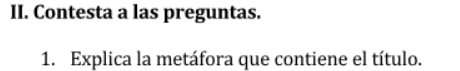 II. Contesta a las preguntas.
1. Explica la metáfora que contiene el título.